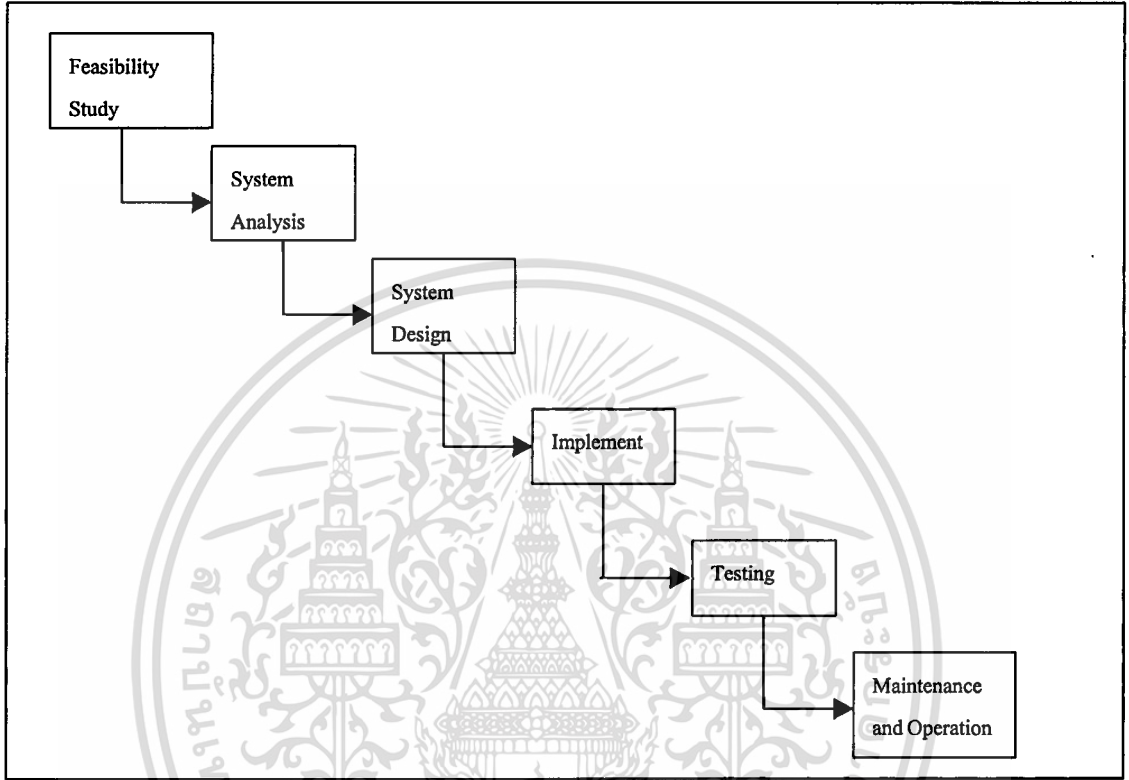 Feasibility
Study
System
Analysis
System
Design
Implement
Testing
Maintenance
and Operation